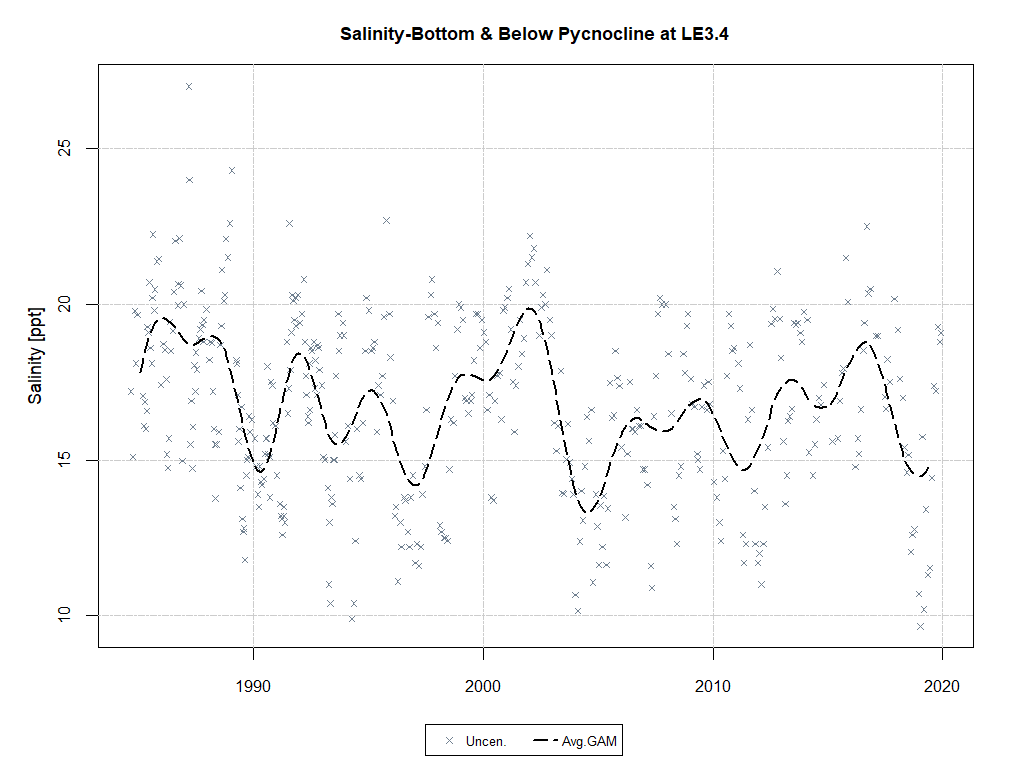 Salinity-Bottom & Below Pycnocline at LE3.4
Salinity [ppt]
25
20
15
10
1990 2000 2010 2020
Uncen. Avg.GAM